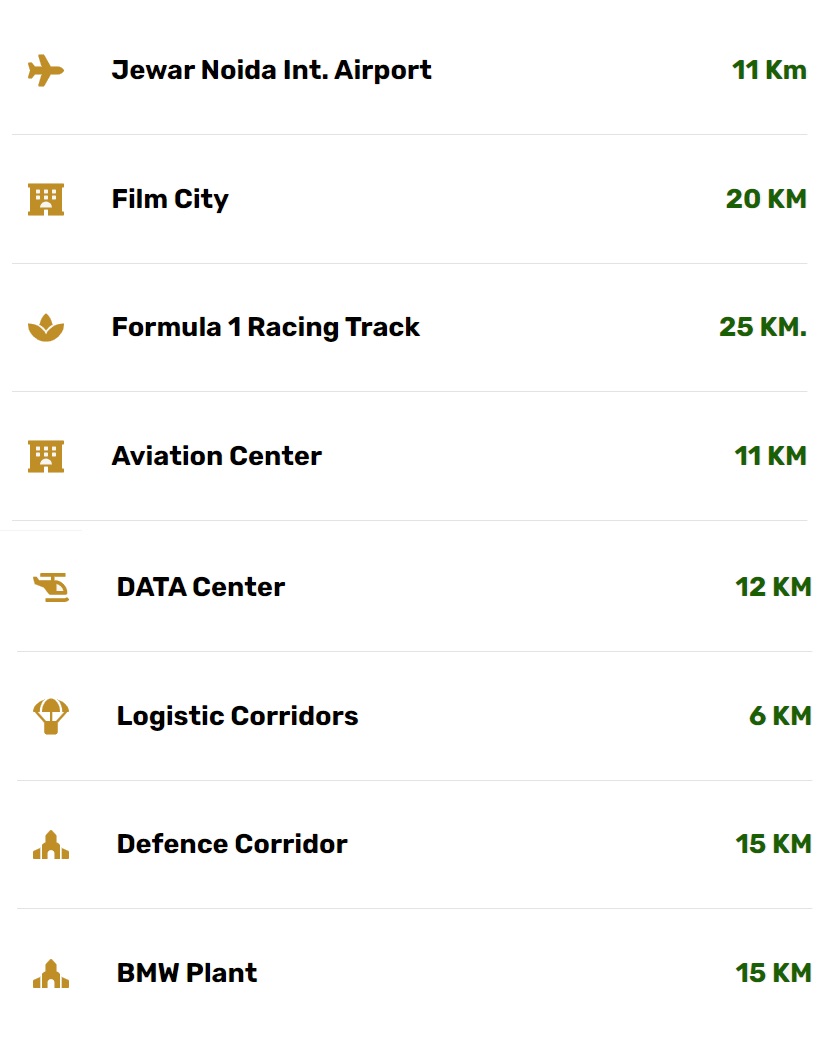 Jewar Noida Int. Airport 11 Km
Film City 20 KM
Formula 1 Racing Track 25 KM.
Aviation Center 11 KM
DATA Center 12 KM
Logistic Corridors 6 KM
Defence Corridor 15 KM
BMW Plant 15 KM